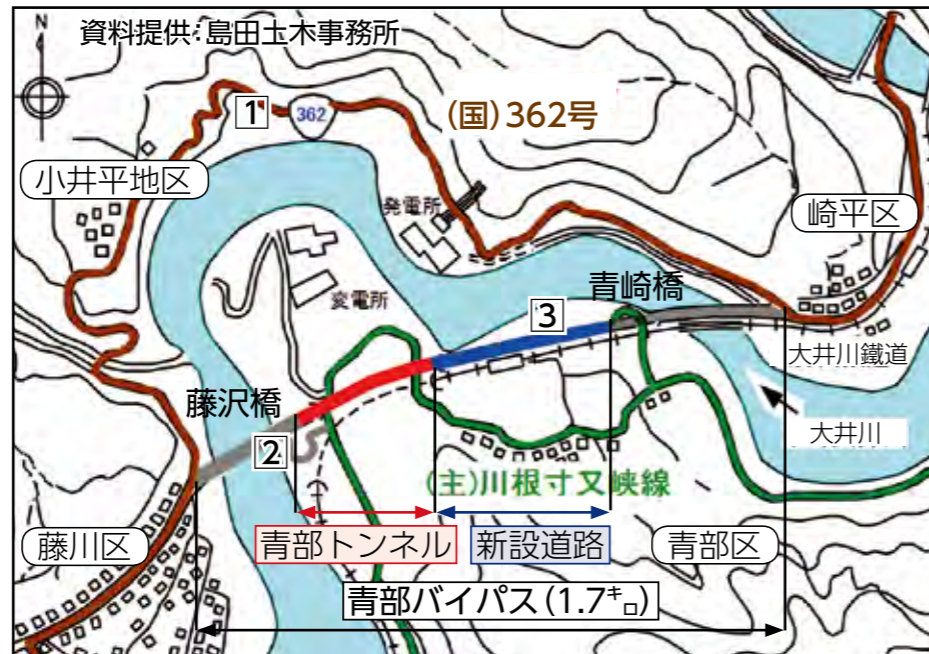 N
資料提供：島田土木事務所
1
362
(国)362号
小井平地区
発電所
崎平区
変電所
青崎橋
3
大井川鐵道
藤沢橋
大井川
2
(主)川根寸又峡線
藤川区
青部トンネル
新設道路
青部区
青部バイパス(1.7㌔)